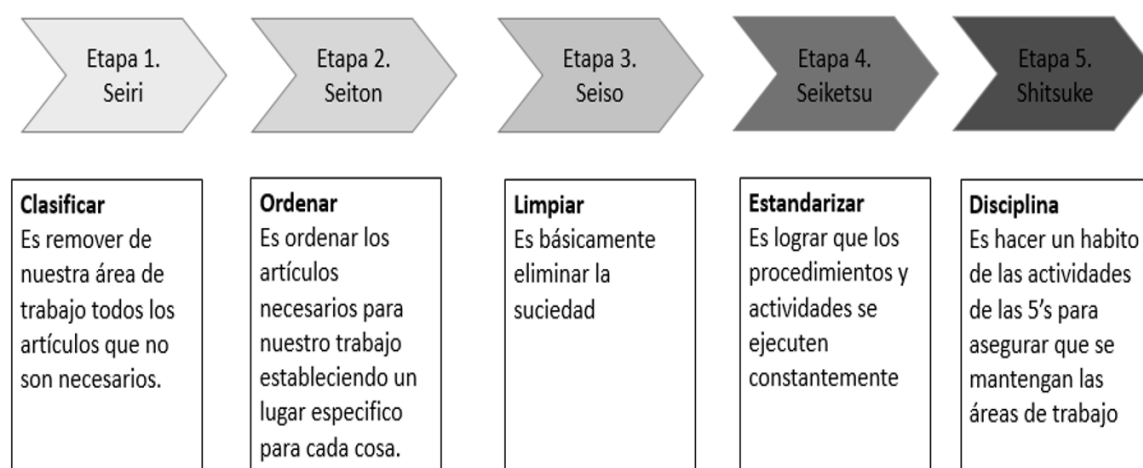 Etapa 1.
Seiri
Etapa 2.
Seiton
Etapa 3.
Seiso
Etapa 4.
Seiketsu
Etapa 5.
Shitsuke
Clasificar
Es remover de
nuestra área de
trabajo todos los
artículos que no
son necesarios.
Ordenar
Es ordenar los
artículos
necesarios para
nuestro trabajo
estableciendo un
lugar especifico
para cada cosa.
Limpiar
Es básicamente
eliminar la
suciedad
Estandarizar
Es lograr que los
procedimientos y
actividades se
ejecuten
constantemente
Disciplina
Es hacer un habito
de las actividades
de las 5's para
asegurar que se
mantengan las
áreas de trabajo